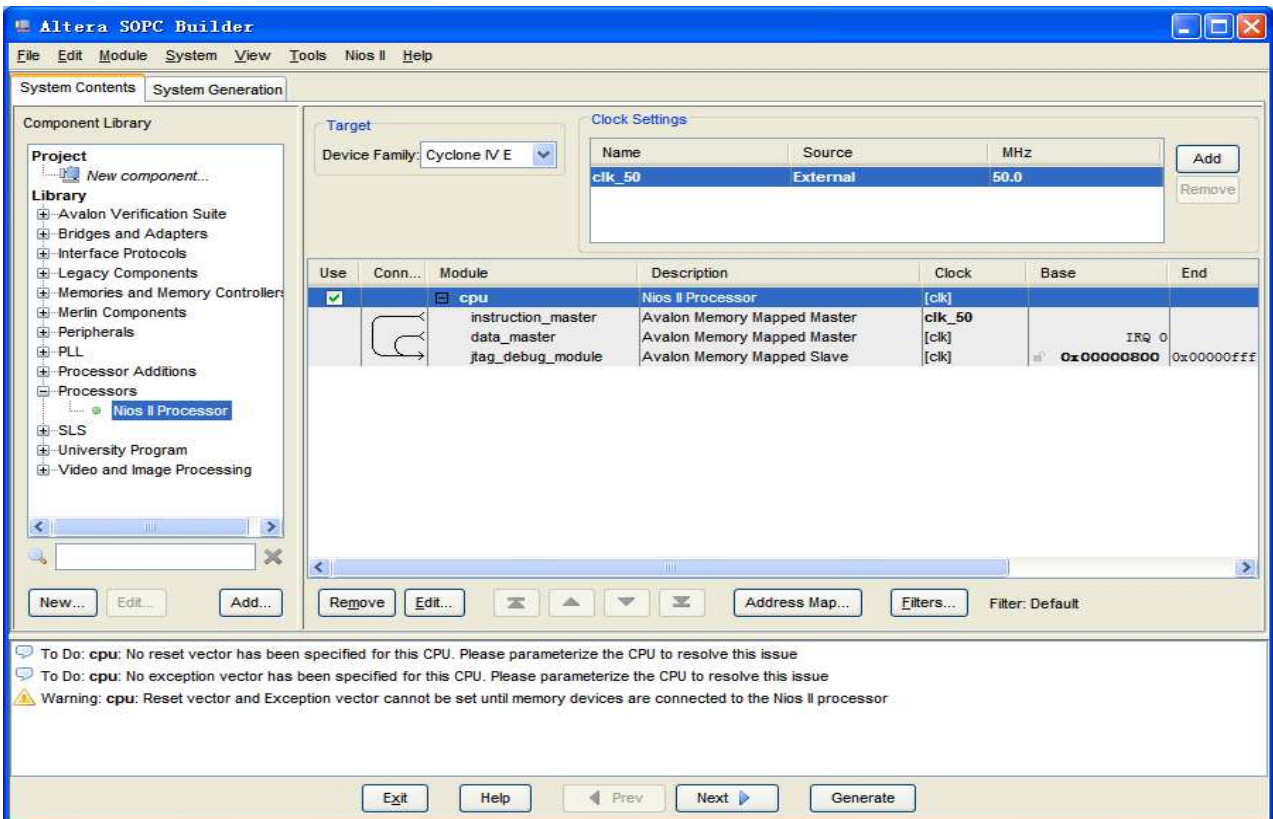 Altera SOPC Builder
File Edit Module System View Tools Nios II Help
System Contents System Generation
Component Library
Project
New component...
Library
Avalon Verification Suite
Bridges and Adapters
Interface Protocols
Legacy Components
Memories and Memory Controllers
Merlin Components
Peripherals
PLL
Processor Additions
Processors
Nios II Processor
SLS
University Program
Video and Image Processing
New... Edit... Add...
Target
Device Family: Cyclone IV E
Clock Settings
Name Source MHz
clk_50 External 50.0
Add
Remove
Use Conn... Module Description Clock Base End
cpu Nios II Processor [clk]
instruction_master Avalon Memory Mapped Master clk_50
data_master Avalon Memory Mapped Master [clk] IRQ 0
jtag_debug_module Avalon Memory Mapped Slave [clk] 0x00000800 0x00000fff
Remove Edit... Address Map... Filters... Filter: Default
To Do: cpu: No reset vector has been specified for this CPU. Please parameterize the CPU to resolve this issue
To Do: cpu: No exception vector has been specified for this CPU. Please parameterize the CPU to resolve this issue
Warning: cpu: Reset vector and Exception vector cannot be set until memory devices are connected to the Nios II processor
Exit Help Prev Next Generate